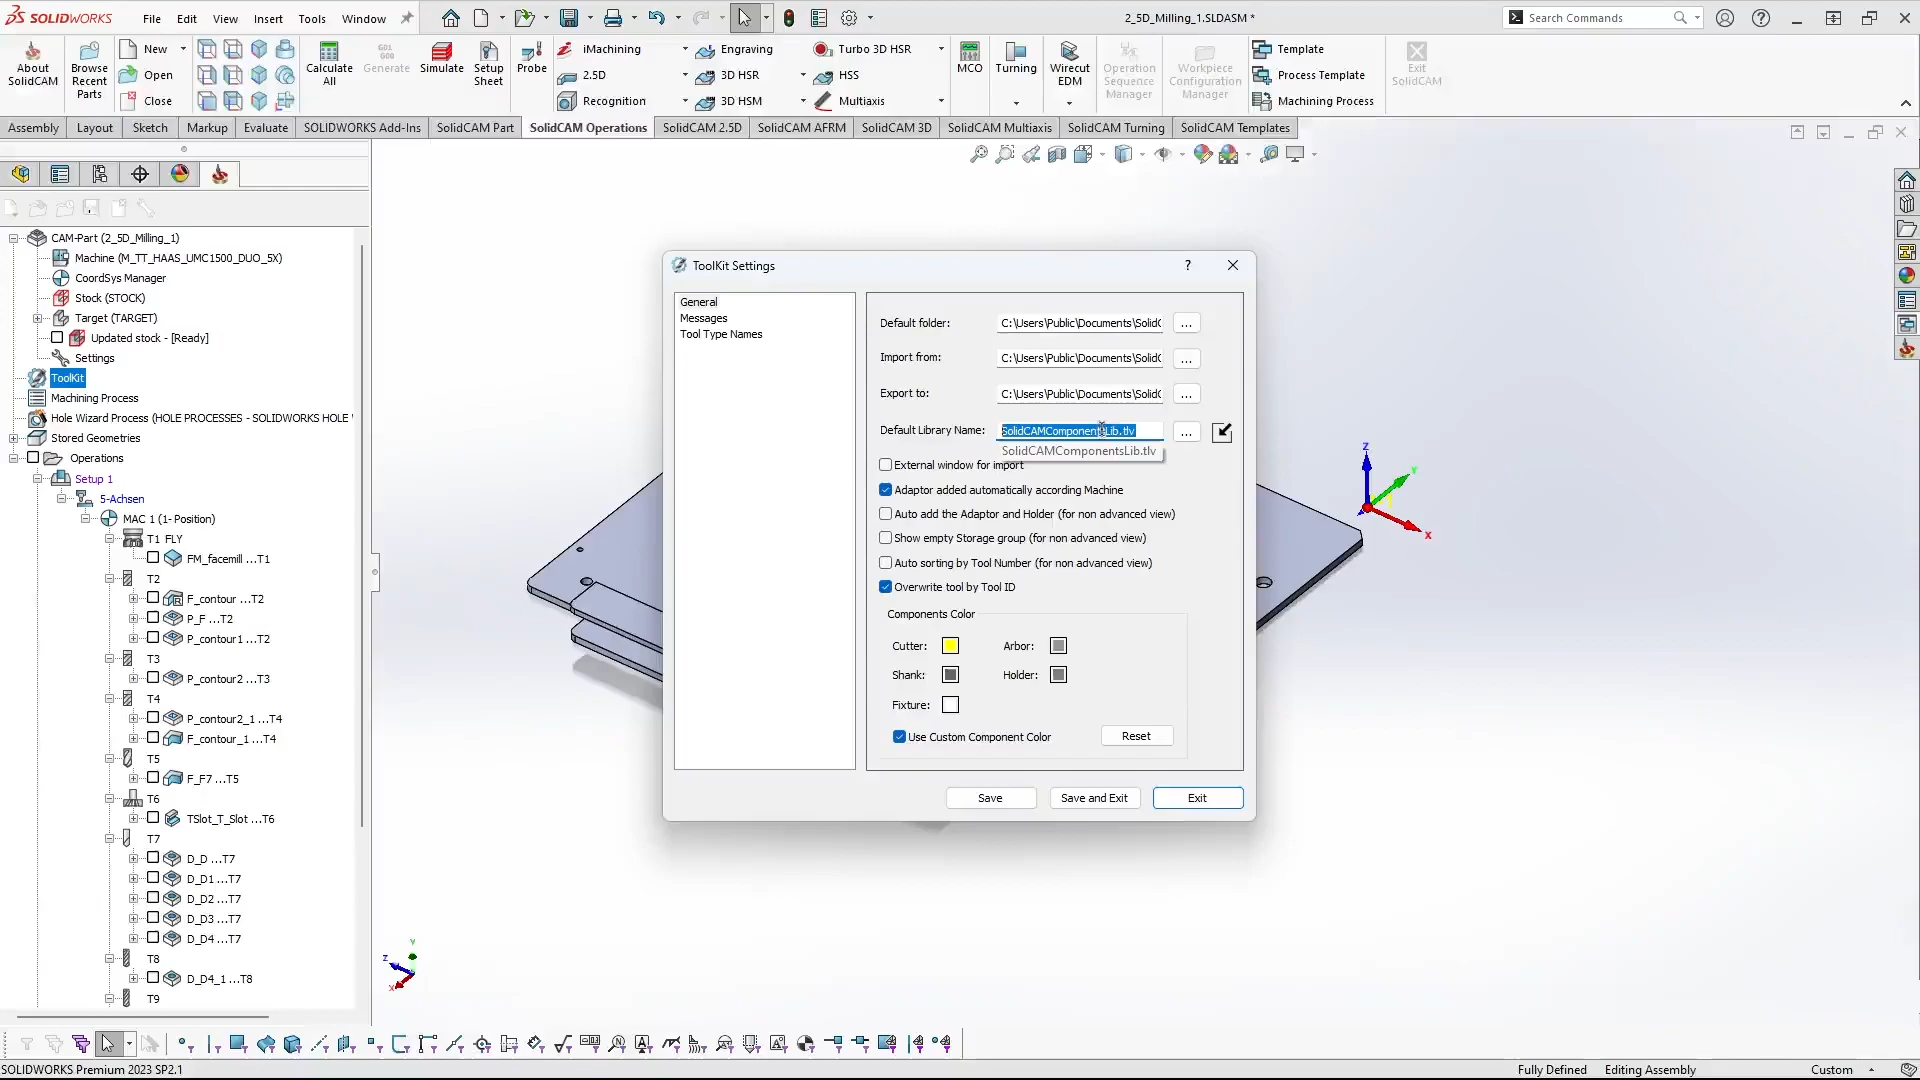 SOLIDWORKS File Edit View Insert Tools Window 2_5D_Milling_1.SLDASM * Search Commands
About SolidCAM
Browse Recent Parts
New
Open
Close
Calculate All
G01 G00
Generate
Simulate
Setup Sheet
Probe
iMachining
2.5D
Recognition
Engraving
3D HSR
3D HSM
Turbo 3D HSR
HSS
Multiaxis
MCO
Turning
Wirecut EDM
Operation Sequence Manager
Workpiece Configuration Manager
Template
Process Template
Machining Process
Exit SolidCAM
Assembly Layout Sketch Markup Evaluate SOLIDWORKS Add-Ins SolidCAM Part SolidCAM Operations SolidCAM 2.5D SolidCAM AFRM SolidCAM 3D SolidCAM Multiaxis SolidCAM Turning SolidCAM Templates
CAM-Part (2_5D_Milling_1)
Machine (M_TT_HAAS_UMC1500_DUO_5X)
CoordSys Manager
Stock (STOCK)
Target (TARGET)
Updated stock - [Ready]
Settings
ToolKit
Machining Process
Hole Wizard Process (HOLE PROCESSES - SOLIDWORKS HOLE
Stored Geometries
Operations
Setup 1
5-Achsen
MAC 1 (1- Position)
T1 FLY
FM_facemill ...T1
T2
F_contour ...T2
P_F ...T2
P_contour1 ...T2
T3
P_contour2 ...T3
T4
P_contour2_1 ...T4
F_contour_1 ...T4
T5
F_F7 ...T5
T6
TSlot_T_Slot ...T6
T7
D_D ...T7
D_D1 ...T7
D_D2 ...T7
D_D3 ...T7
D_D4 ...T7
T8
D_D4_1 ...T8
T9
ToolKit Settings ?
General
Messages
Tool Type Names
Default folder: C:\Users\Public\Documents\SolidC ...
Import from: C:\Users\Public\Documents\SolidC ...
Export to: C:\Users\Public\Documents\SolidC ...
Default Library Name: SolidCAMComponentsLib.tlv ...
SolidCAMComponentsLib.tlv
External window for import
Adaptor added automatically according Machine
Auto add the Adaptor and Holder (for non advanced view)
Show empty Storage group (for non advanced view)
Auto sorting by Tool Number (for non advanced view)
Overwrite tool by Tool ID
Components Color
Cutter: Arbor:
Shank: Holder:
Fixture:
Use Custom Component Color Reset
Save Save and Exit Exit
Z
Y
X
Y
Z
X
SOLIDWORKS Premium 2023 SP2.1 Fully Defined Editing Assembly Custom